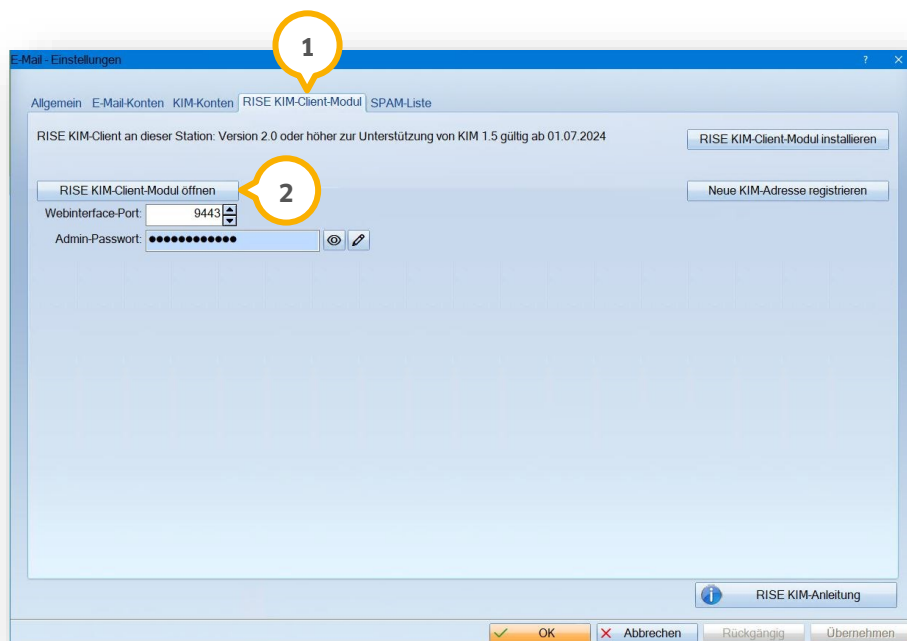 1
E-Mail - Einstellungen
Allgemein E-Mail-Konten KIM-Konten RISE KIM-Client-Modul SPAM-Liste
RISE KIM-Client an dieser Station: Version 2.0 oder höher zur Unterstützung von KIM 1.5 gültig ab 01.07.2024
RISE KIM-Client-Modul installieren
RISE KIM-Client-Modul öffnen
2
Neue KIM-Adresse registrieren
Webinterface-Port: 9443
Admin-Passwort: ●●●●●●●●●●●●
RISE KIM-Anleitung
OK Abbrechen Rückgängig Übernehmen